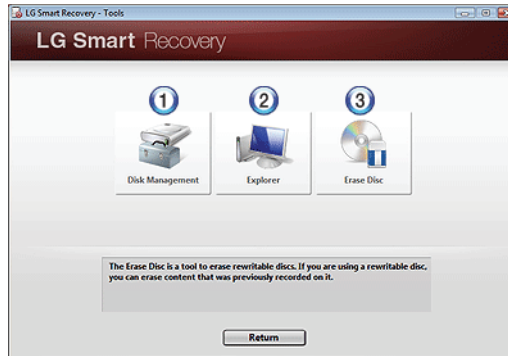 LG Smart Recovery - Tools
LG Smart Recovery
1 2 3
Disk Management Explorer Erase Disc
The Erase Disc is a tool to erase rewritable discs. If you are using a rewritable disc,
you can erase content that was previously recorded on it.
Return